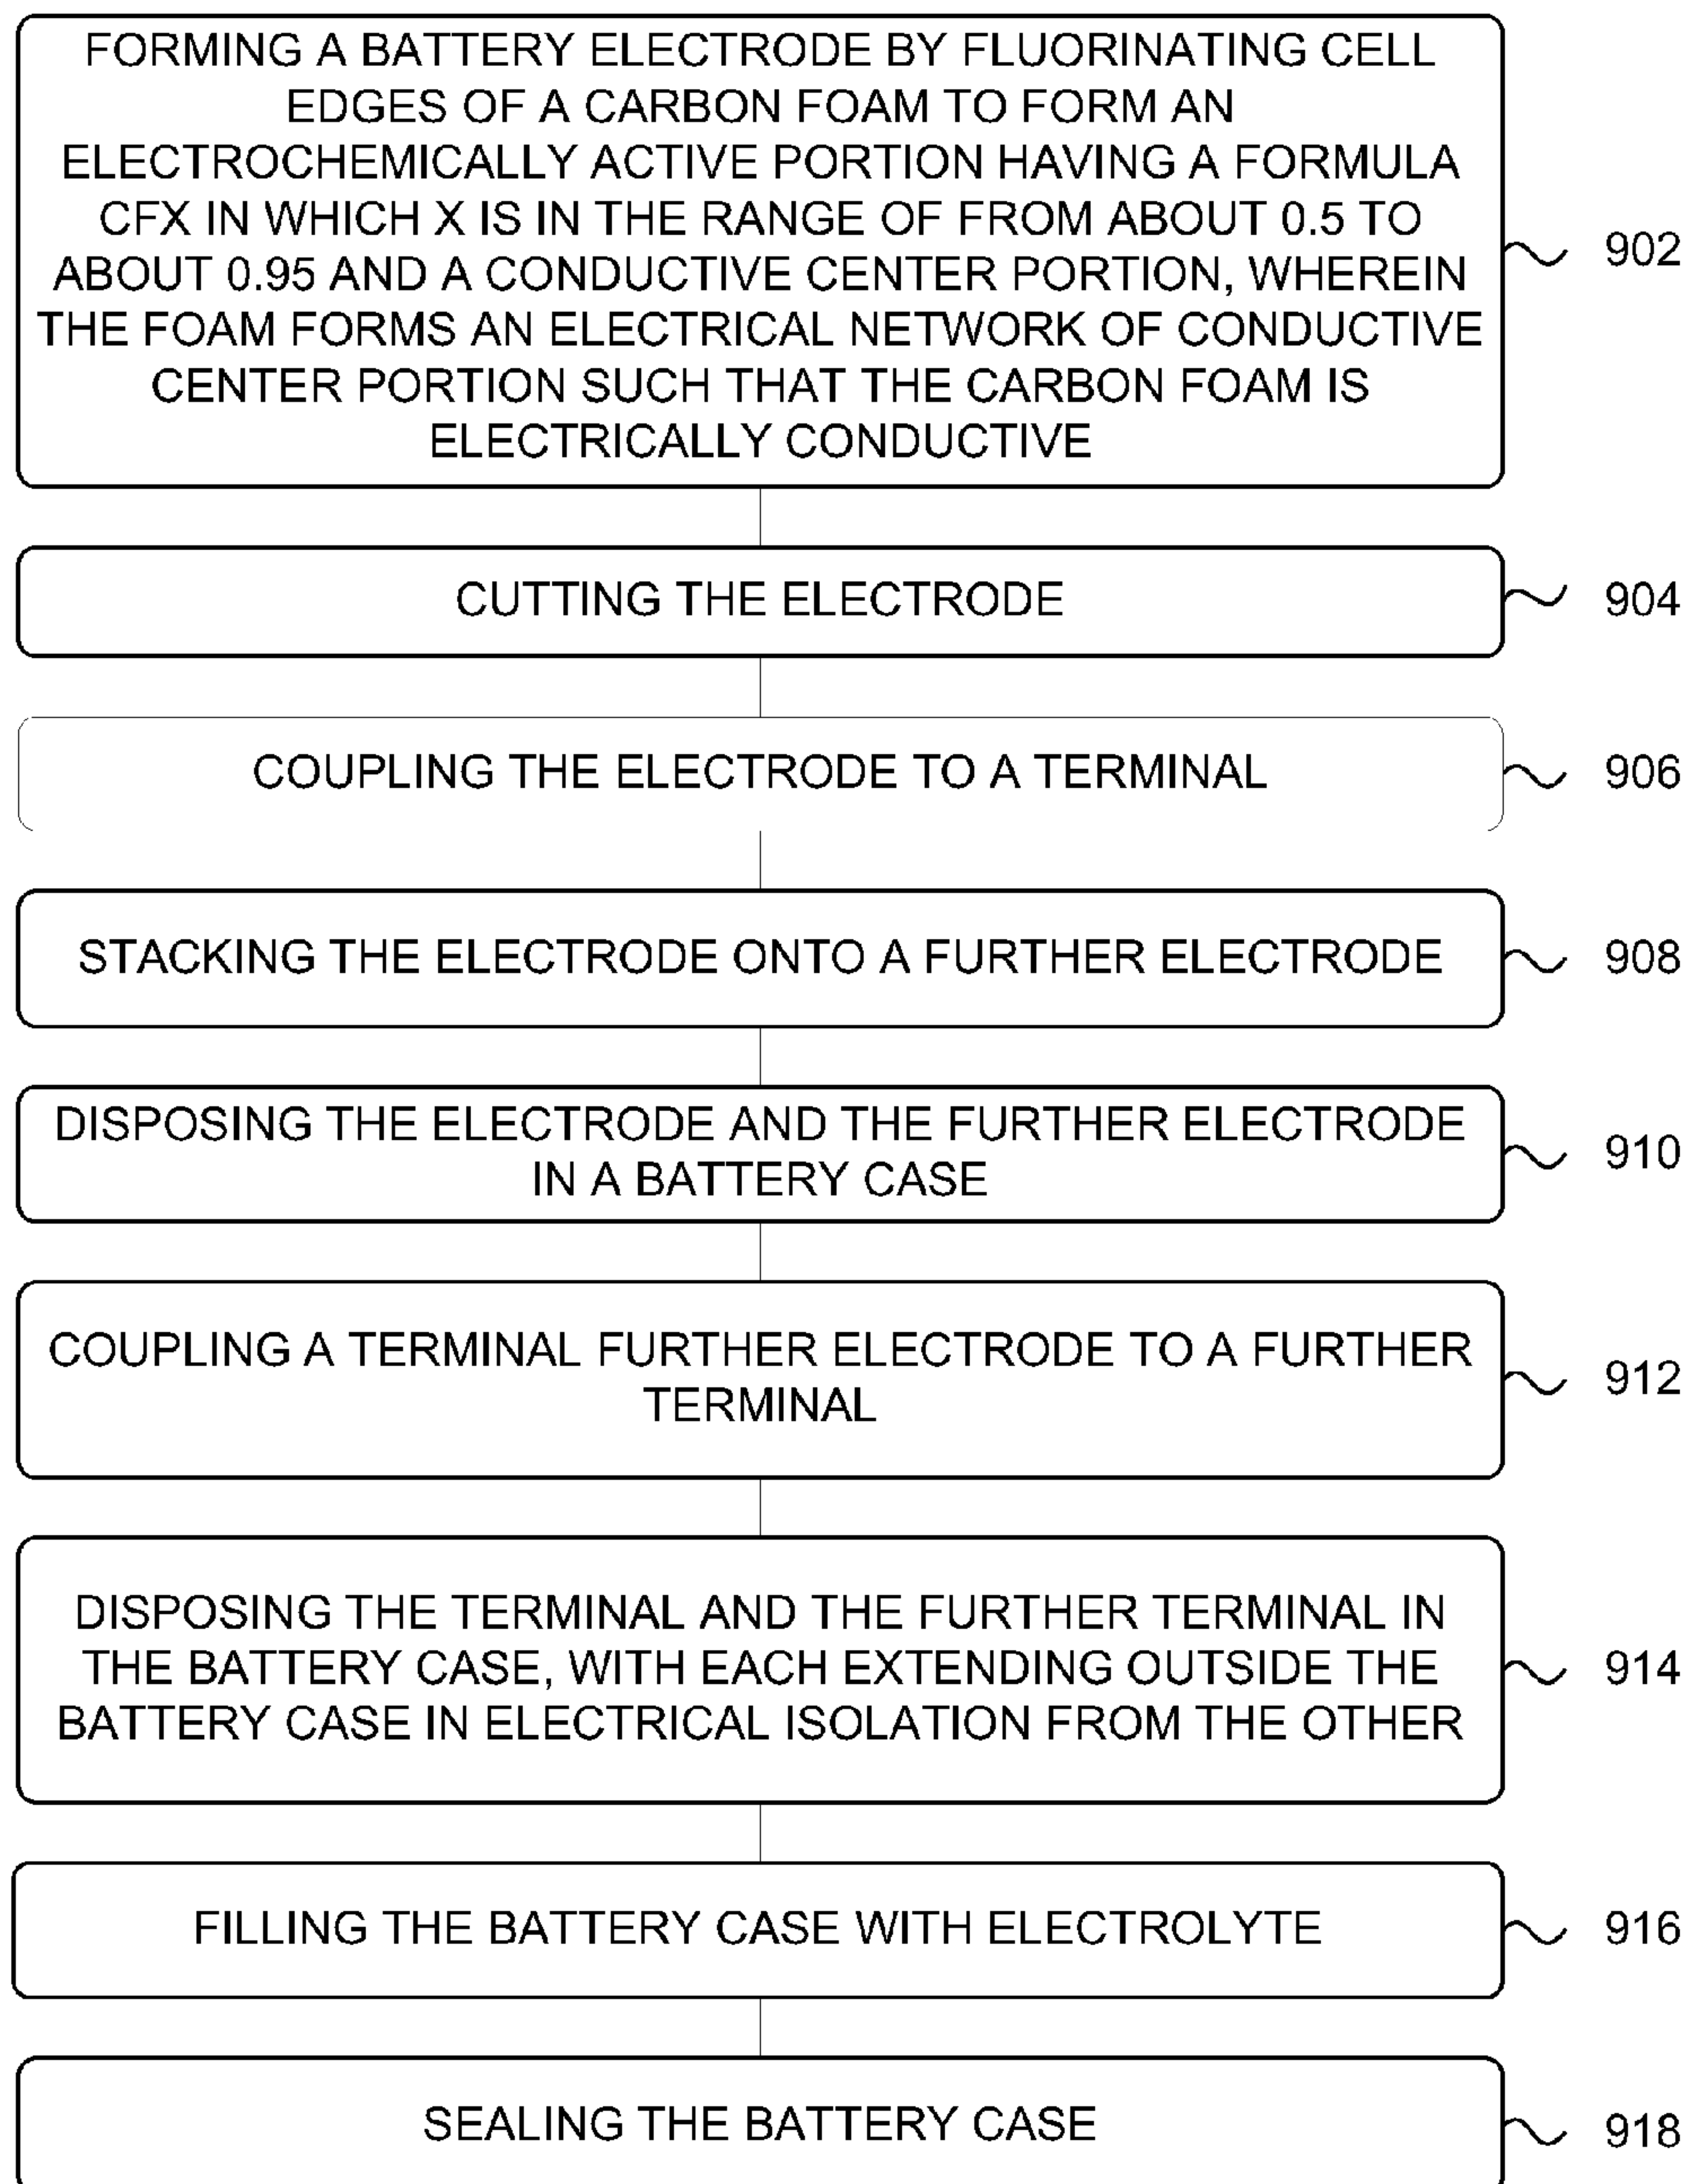 FORMING A BATTERY ELECTRODE BY FLUORINATING CELL
EDGES OF A CARBON FOAM TO FORM AN
ELECTROCHEMICALLY ACTIVE PORTION HAVING A FORMULA
CFX IN WHICH X IS IN THE RANGE OF FROM ABOUT 0.5 TO
ABOUT 0.95 AND A CONDUCTIVE CENTER PORTION, WHEREIN
THE FOAM FORMS AN ELECTRICAL NETWORK OF CONDUCTIVE
CENTER PORTION SUCH THAT THE CARBON FOAM IS
ELECTRICALLY CONDUCTIVE
902
CUTTING THE ELECTRODE
904
COUPLING THE ELECTRODE TO A TERMINAL
906
STACKING THE ELECTRODE ONTO A FURTHER ELECTRODE
908
DISPOSING THE ELECTRODE AND THE FURTHER ELECTRODE
IN A BATTERY CASE
910
COUPLING A TERMINAL FURTHER ELECTRODE TO A FURTHER
TERMINAL
912
DISPOSING THE TERMINAL AND THE FURTHER TERMINAL IN
THE BATTERY CASE, WITH EACH EXTENDING OUTSIDE THE
BATTERY CASE IN ELECTRICAL ISOLATION FROM THE OTHER
914
FILLING THE BATTERY CASE WITH ELECTROLYTE
916
SEALING THE BATTERY CASE
918